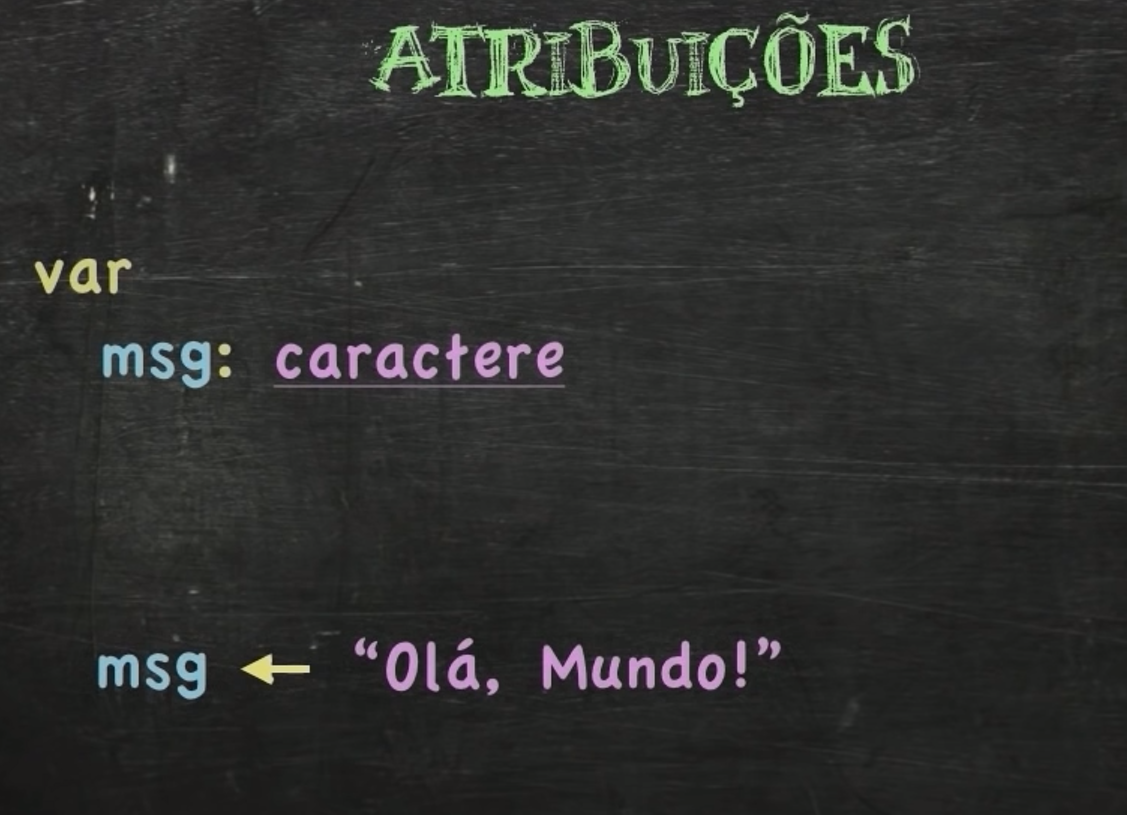 ATRIBUIÇÕES
var
msg: caractere
msg ← “Olá, Mundo!”